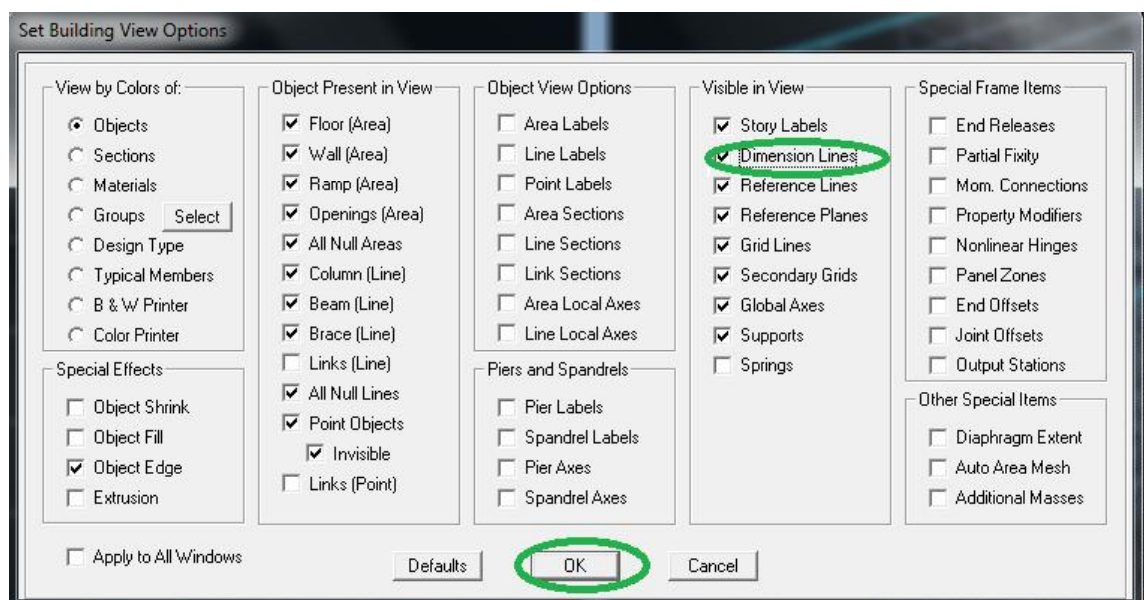 Set Building View Options
View by Colors of:
Objects
Sections
Materials
Groups Select
Design Type
Typical Members
B & W Printer
Color Printer
Special Effects
Object Shrink
Object Fill
Object Edge
Extrusion
Object Present in View
Floor (Area)
Wall (Area)
Ramp (Area)
Openings (Area)
All Null Areas
Column (Line)
Beam (Line)
Brace (Line)
Links (Line)
All Null Lines
Point Objects
Invisible
Links (Point)
Object View Options
Area Labels
Line Labels
Point Labels
Area Sections
Line Sections
Link Sections
Area Local Axes
Line Local Axes
Piers and Spandrels
Pier Labels
Spandrel Labels
Pier Axes
Spandrel Axes
Visible in View
Story Labels
Dimension Lines
Reference Lines
Reference Planes
Grid Lines
Secondary Grids
Global Axes
Supports
Springs
Special Frame Items
End Releases
Partial Fixity
Mom. Connections
Property Modifiers
Nonlinear Hinges
Panel Zones
End Offsets
Joint Offsets
Output Stations
Other Special Items
Diaphragm Extent
Auto Area Mesh
Additional Masses
Apply to All Windows
Defaults OK Cancel